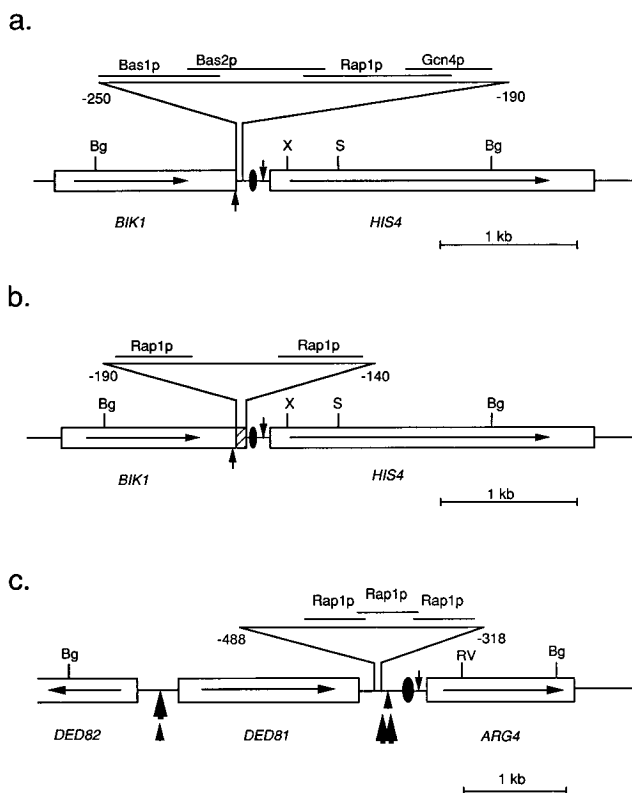 a.
Bas1p Bas2p Rap1p Gcn4p
-250 -190
Bg X S Bg
BIK1 HIS4
1 kb
b.
Rap1p Rap1p
-190 -140
Bg X S Bg
BIK1 HIS4
1 kb
c.
Rap1p Rap1p Rap1p
-488 -318
Bg RV Bg
DED82 DED81 ARG4
1 kb